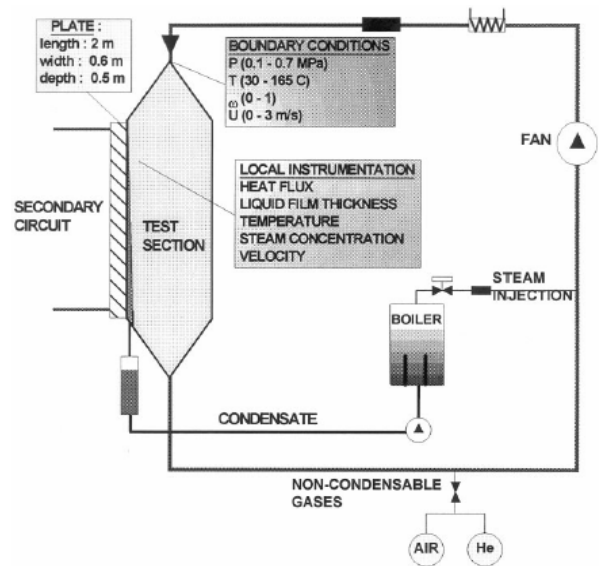 PLATE :
length : 2 m
width : 0.6 m
depth : 0.5 m
BOUNDARY CONDITIONS
P (0.1 - 0.7 MPa)
T (30 - 165 C)
ω (0 - 1)
U (0 - 3 m/s)
FAN
LOCAL INSTRUMENTATION
HEAT FLUX
LIQUID FILM THICKNESS
TEMPERATURE
STEAM CONCENTRATION
VELOCITY
SECONDARY
CIRCUIT
TEST
SECTION
STEAM
INJECTION
BOILER
CONDENSATE
NON-CONDENSABLE
GASES
AIR
He